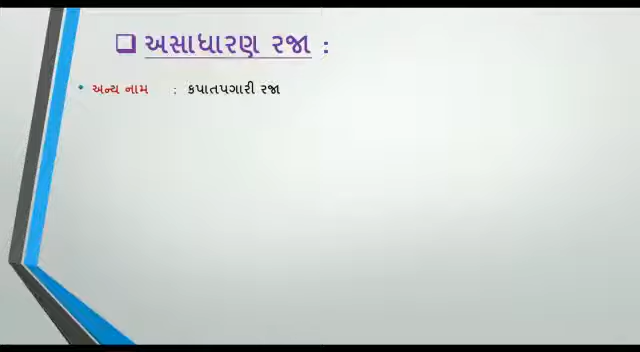 ❑ અસાધારણ રજા :
• અન્ય નામ : કપાતપગારી રજા